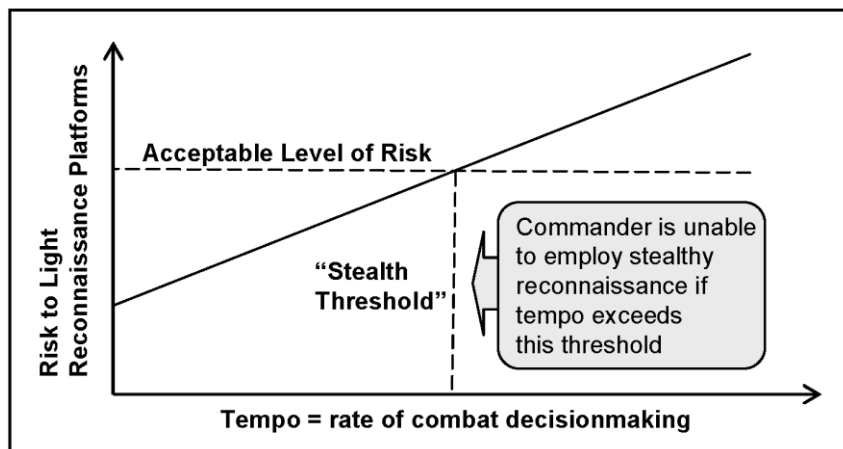 Risk to Light
Reconnaissance Platforms
Acceptable Level of Risk
“Stealth
Threshold”
Commander is unable
to employ stealthy
reconnaissance if
tempo exceeds
this threshold
Tempo = rate of combat decisionmaking